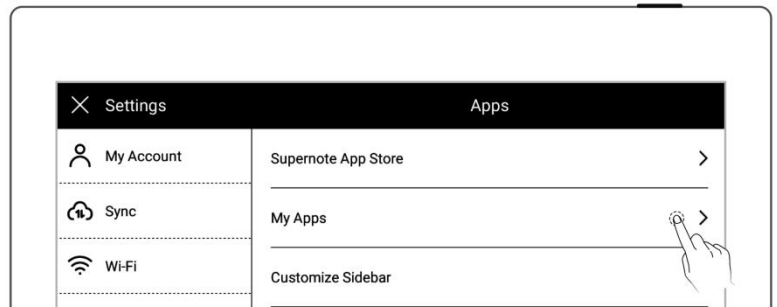 Settings
Apps
My Account
Supernote App Store
Sync
My Apps
Wi-Fi
Customize Sidebar